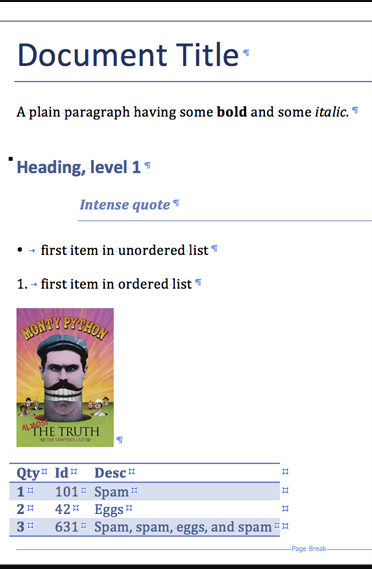 Document Title
A plain paragraph having some bold and some italic.
Heading, level 1
Intense quote
• first item in unordered list
1. first item in ordered list
MONTY PYTHON
ALMOST
THE TRUTH
THE LAWYER'S CUT
Qty Id Desc
1 101 Spam
2 42 Eggs
3 631 Spam, spam, eggs, and spam
Page Break